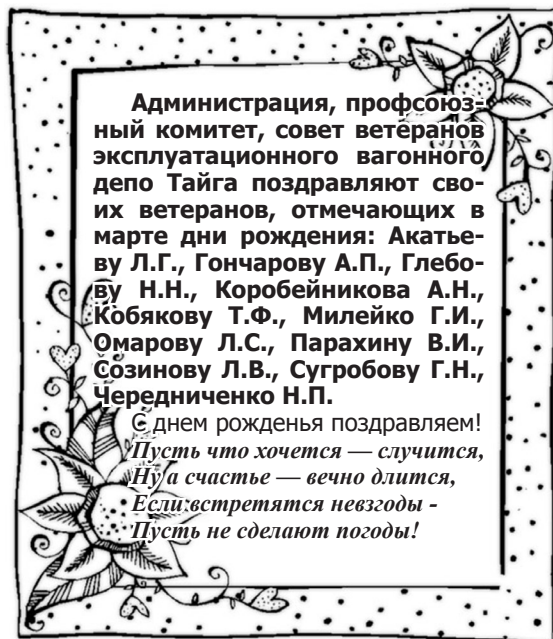 Администрация, профсоюз-
ный комитет, совет ветеранов
эксплуатационного вагонного
депо Тайга поздравляют сво-
их ветеранов, отмечающих в
марте дни рождения: Акатье-
ву Л.Г., Гончарову А.П., Глебо-
ву Н.Н., Коробейникова А.Н.,
Кобякову Т.Ф., Милейко Г.И.,
Омарову Л.С., Парахину В.И.,
Созинову Л.В., Сугробову Г.Н.,
Чередниченко Н.П.
С днем рожденья поздравляем!
Пусть что хочется — случится,
Ну а счастье — вечно длится,
Если встретятся невзгоды -
Пусть не сделают погоды!